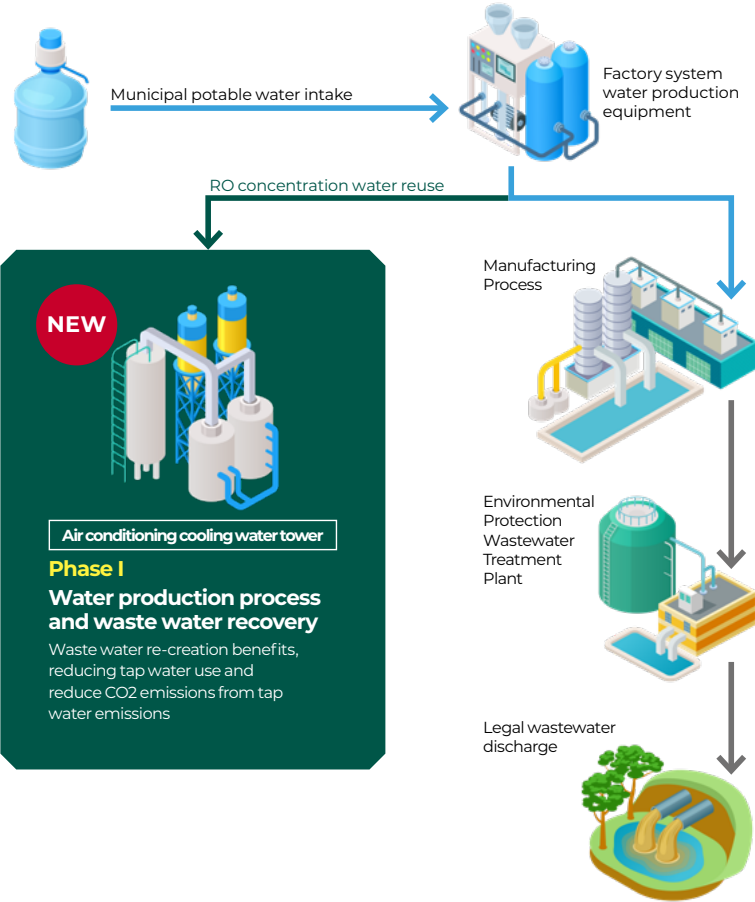 Municipal potable water intake
Factory system
water production
equipment
RO concentration water reuse
NEW
Air conditioning cooling water tower
Phase I
Water production process
and waste water recovery
Waste water re-creation benefits,
reducing tap water use and
reduce CO2 emissions from tap
water emissions
Manufacturing
Process
Environmental
Protection
Wastewater
Treatment
Plant
Legal wastewater
discharge